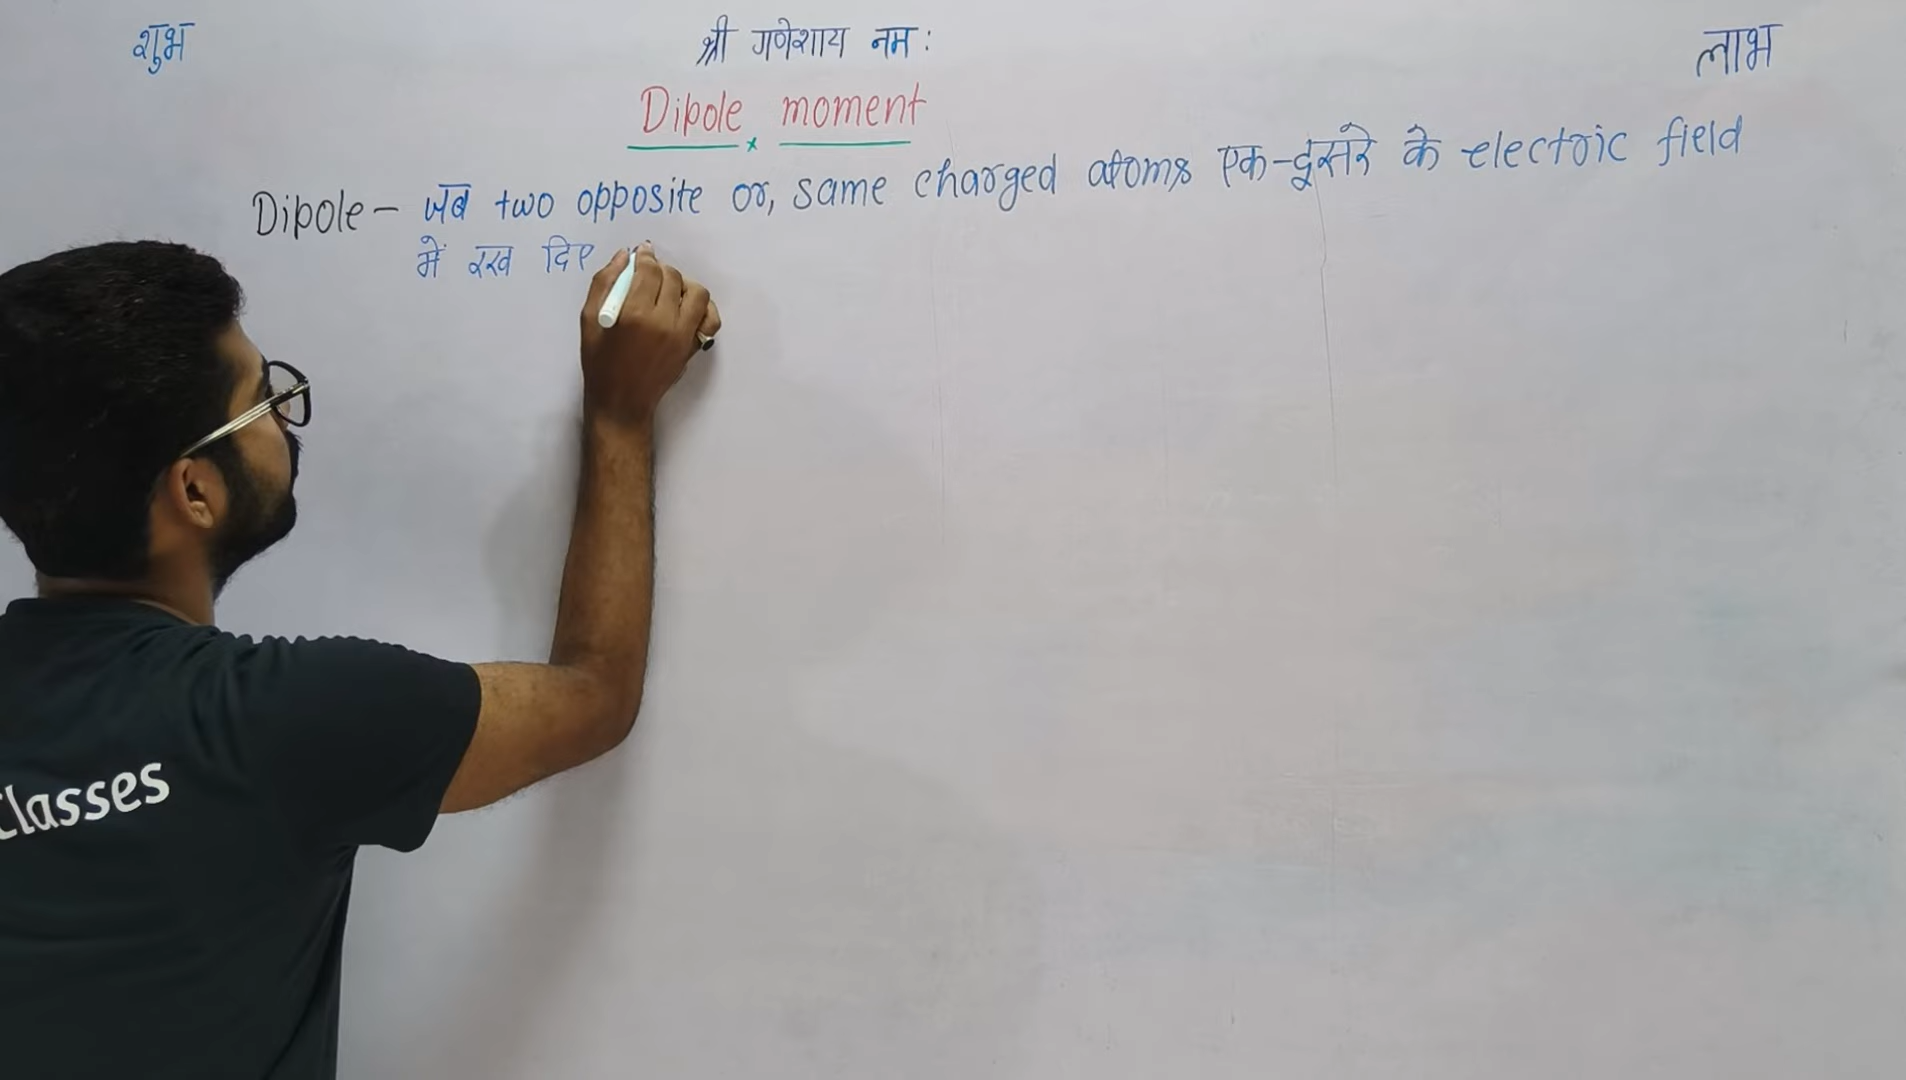 शुभ श्री गणेशाय नम: लाभ
Dipole moment
Dipole - जब two opposite or, same charged atoms एक-दुसरे के electric field
में रख दिए
Classes